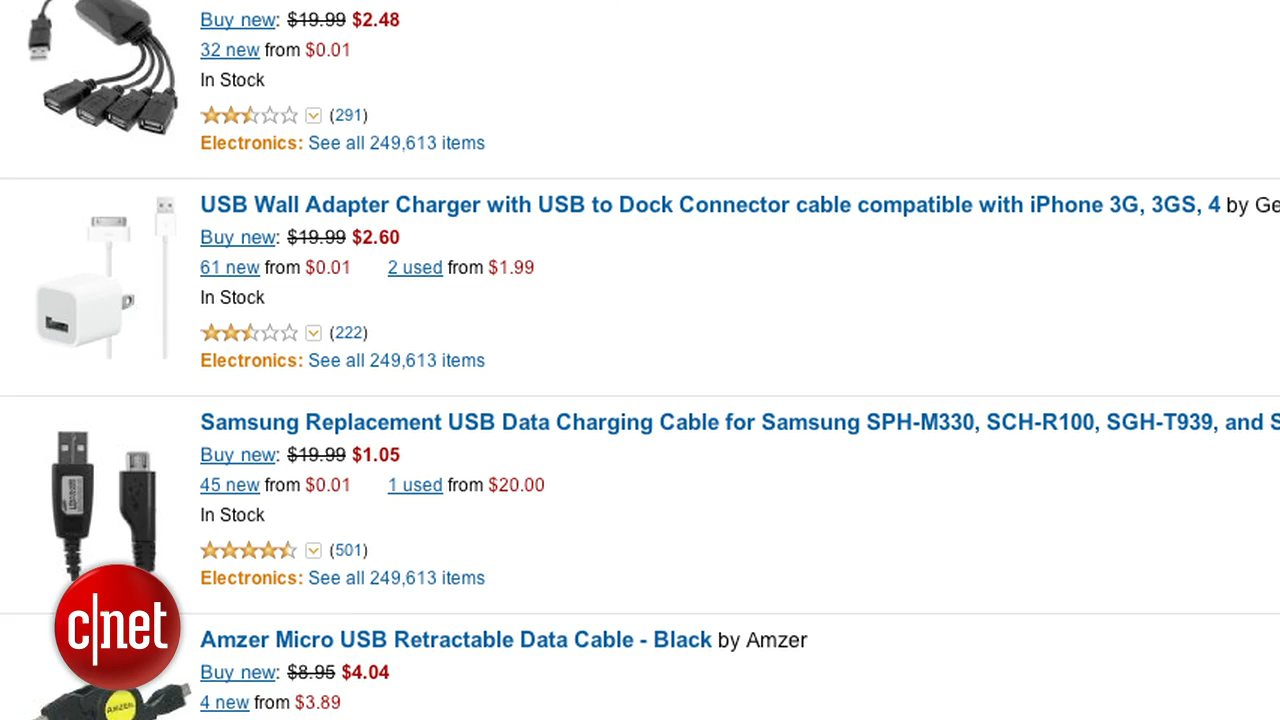 Buy new: $19.99 $2.48
32 new from $0.01
In Stock
(291)
Electronics: See all 249,613 items
USB Wall Adapter Charger with USB to Dock Connector cable compatible with iPhone 3G, 3GS, 4 by Ge
Buy new: $19.99 $2.60
61 new from $0.01 2 used from $1.99
In Stock
(222)
Electronics: See all 249,613 items
Samsung Replacement USB Data Charging Cable for Samsung SPH-M330, SCH-R100, SGH-T939, and S
Buy new: $19.99 $1.05
45 new from $0.01 1 used from $20.00
In Stock
(501)
Electronics: See all 249,613 items
c|net
Amzer Micro USB Retractable Data Cable - Black by Amzer
Buy new: $8.95 $4.04
4 new from $3.89
AMZER